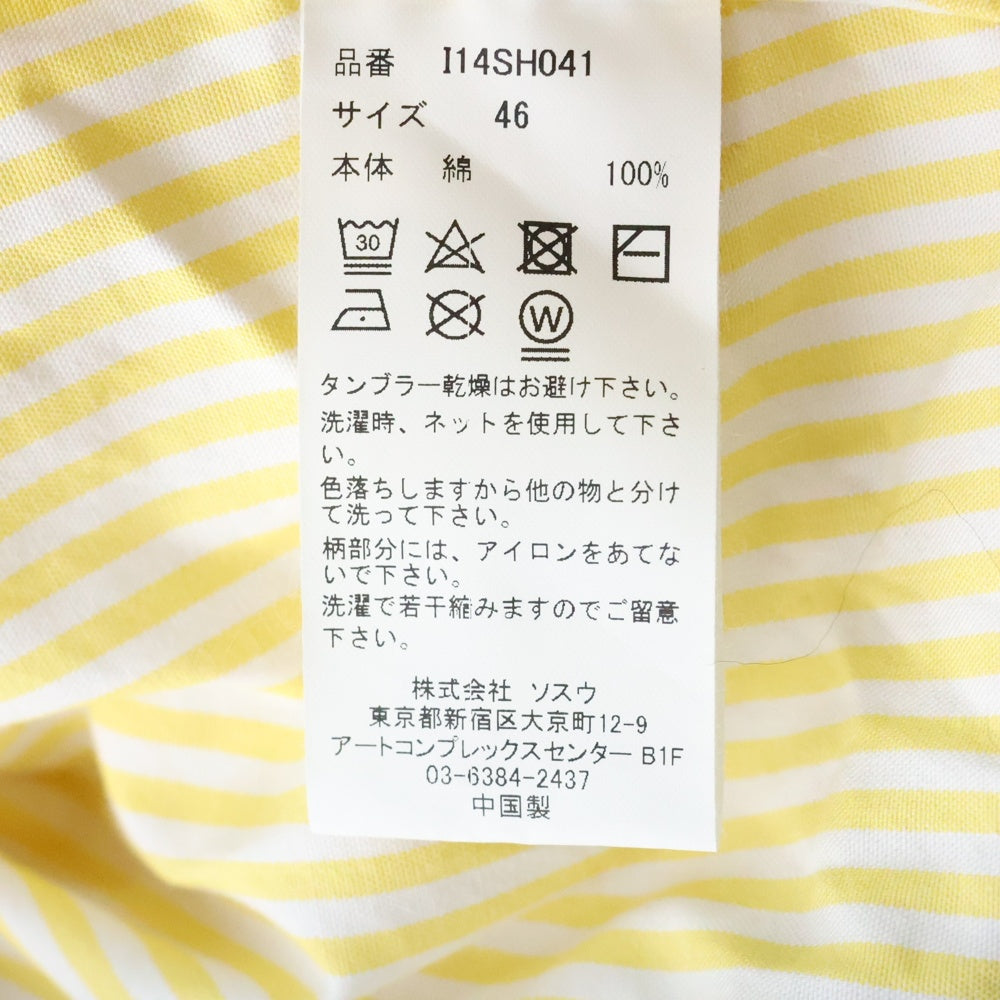 品番 I14SH041
サイズ 46
本体 綿 100%
30
W
タンブラー乾燥はお避け下さい。
洗濯時、ネットを使用して下さ
い。
色落ちしますから他の物と分け
て洗って下さい。
柄部分には、アイロンをあてな
いで下さい。
洗濯で若干縮みますのでご留意
下さい。
株式会社 ソスウ
東京都新宿区大京町12-9
アートコンプレックスセンター B1F
03-6384-2437
中国製